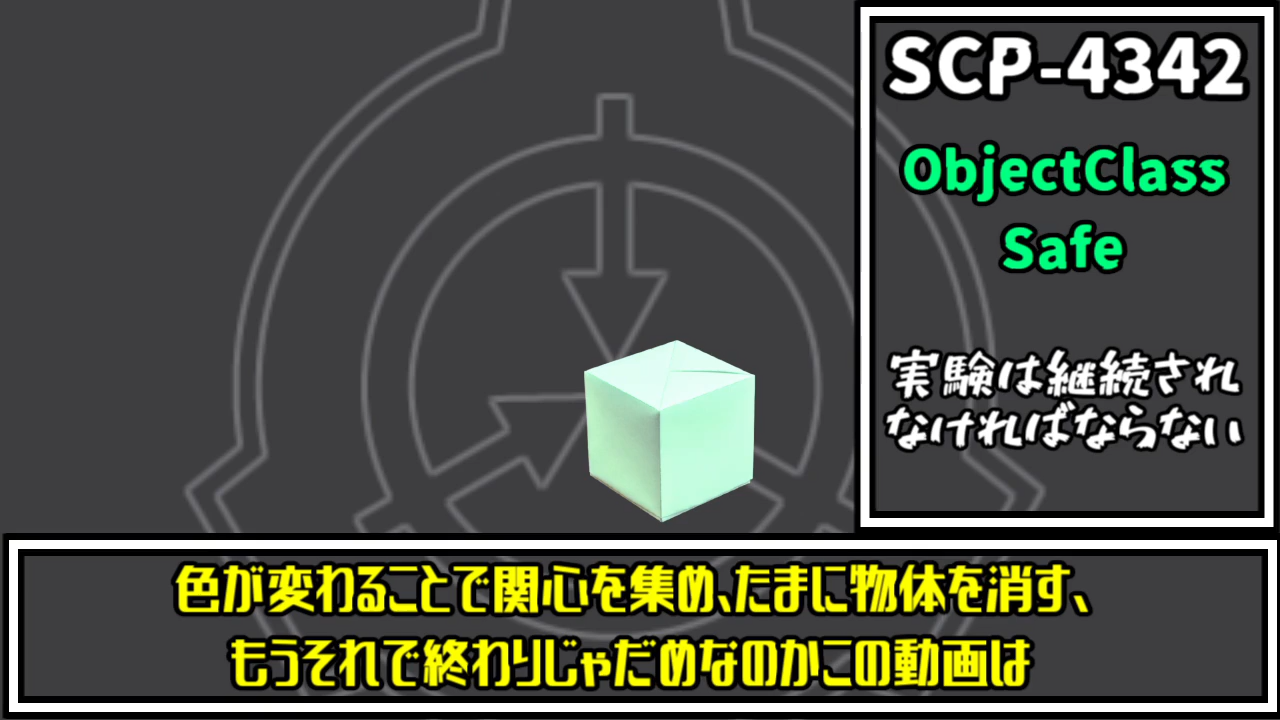 SCP-4342
ObjectClass
Safe
実験は継続され
なければならない
色が変わることで関心を集め、たまに物体を消す、
もうそれで終わりじゃだめなのかこの動画は